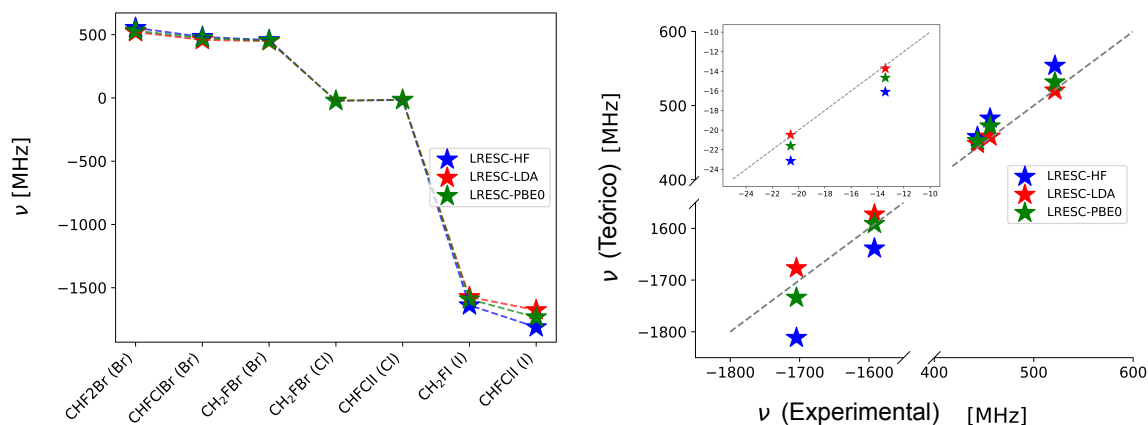 ν [MHz]
500
0
−500
−1000
−1500
LRESC-HF
LRESC-LDA
LRESC-PBE0
CHF2Br (Br)
CHFClBr (Br)
CH₂FBr (Br)
CH₂FBr (Cl)
CHFClI (Cl)
CH₂FI (I)
CHFClI (I)
ν (Teórico) [MHz]
600
500
400
−1600
−1700
−1800
−10
−12
−14
−16
−18
−20
−22
−24
−24 −22 −20 −18 −16 −14 −12 −10
LRESC-HF
LRESC-LDA
LRESC-PBE0
−1800 −1700 −1600 400 500 600
ν (Experimental) [MHz]